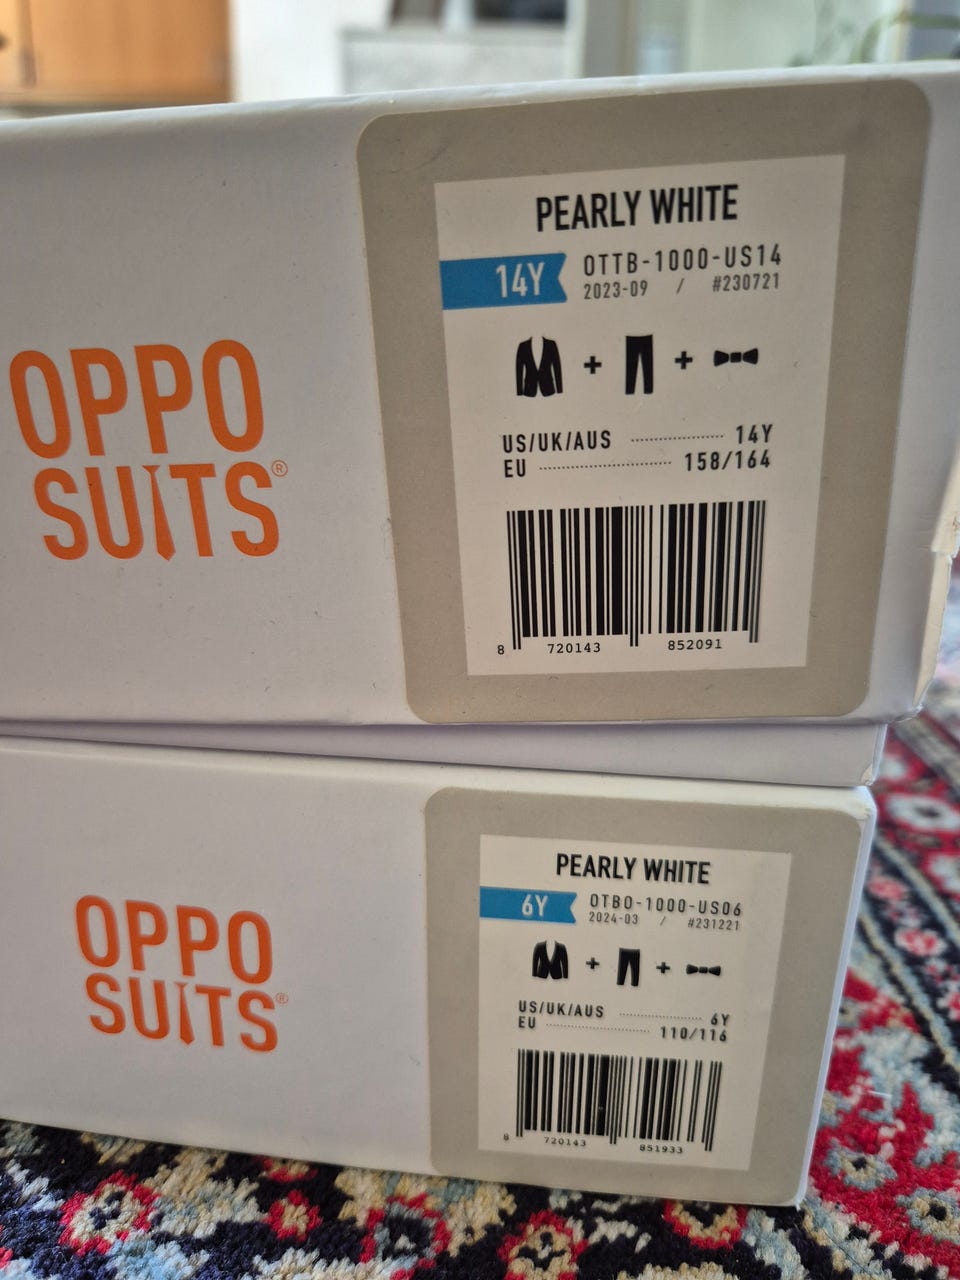 OPPO
SUITS®
PEARLY WHITE
14Y
OTTB-1000-US14
2023-09 / #230721
+ +
US/UK/AUS ........................ 14Y
EU .................................. 158/164
8 720143 852091
OPPO
SUITS®
PEARLY WHITE
6Y
OTBO-1000-US06
2024-03 / #231221
+ +
US/UK/AUS ........................ 6Y
EU .................................. 110/116
8 720143 851933